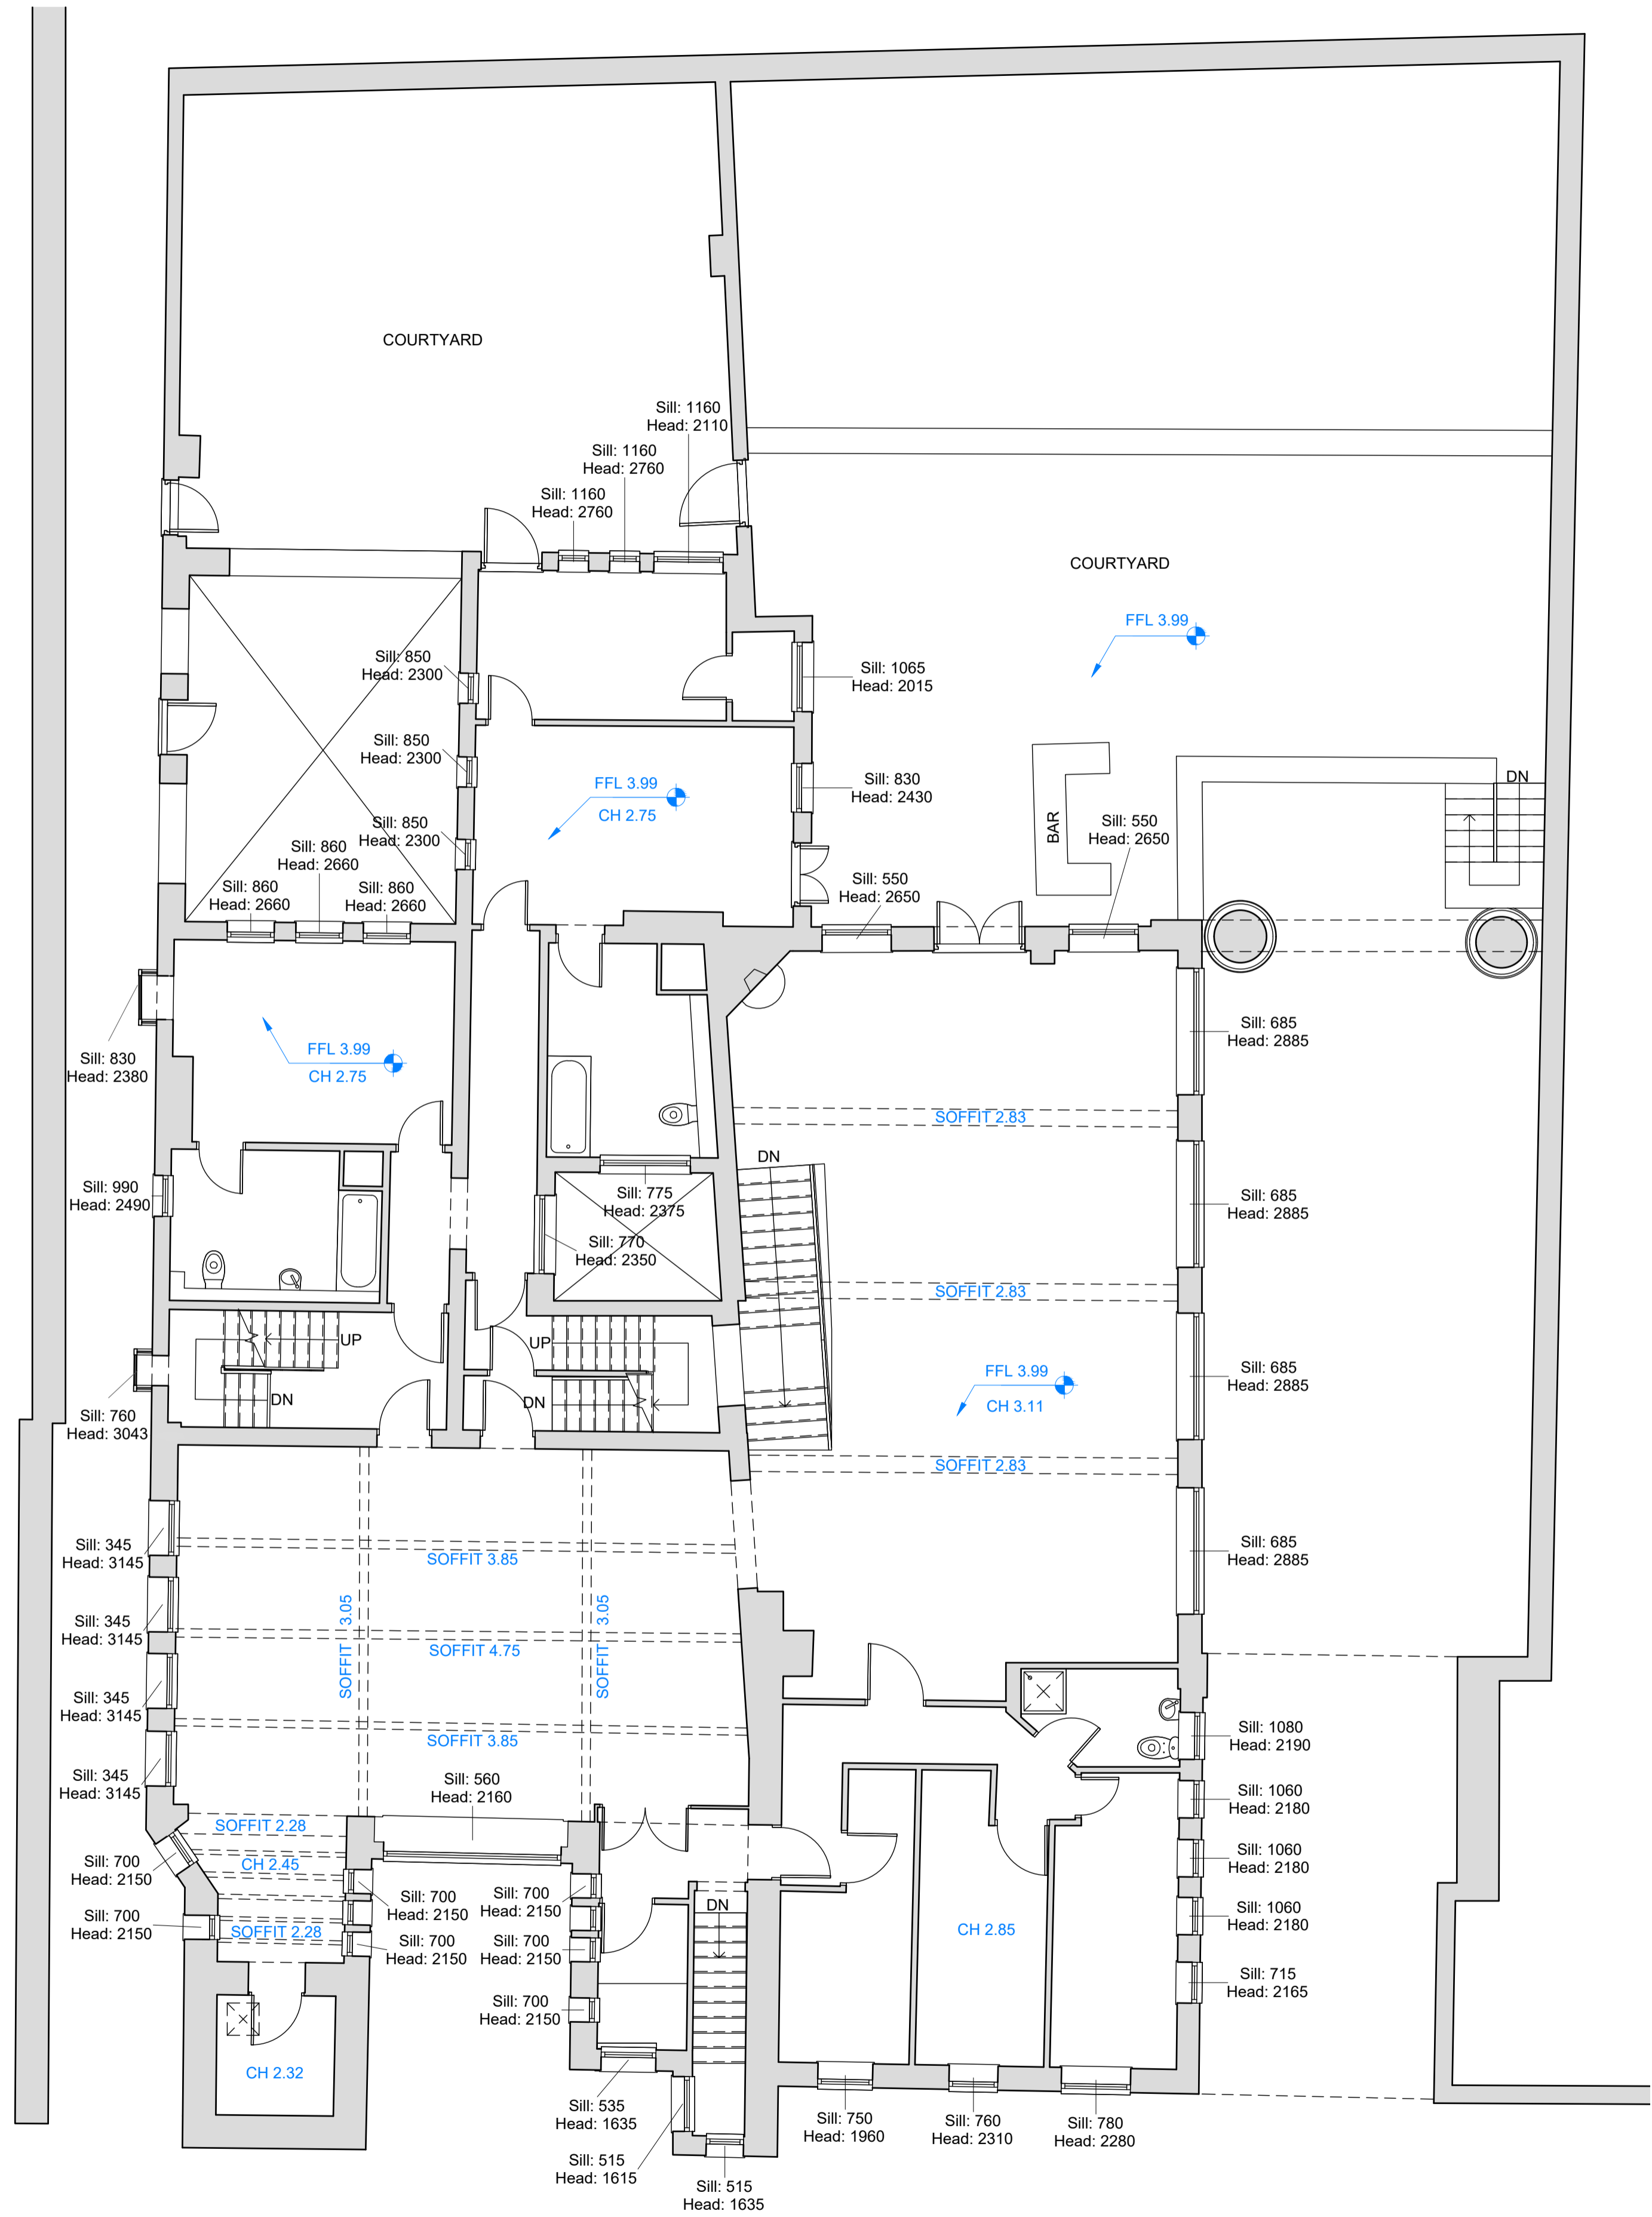 COURTYARD
Sill: 1160
Head: 2110
Sill: 1160
Head: 2760
Sill: 1160
Head: 2760
COURTYARD
FFL 3.99
Sill: 850
Head: 2300
Sill: 1065
Head: 2015
Sill: 850
Head: 2300
FFL 3.99
CH 2.75
Sill: 830
Head: 2430
DN
Sill: 850
Head: 2300
BAR
Sill: 550
Head: 2650
Sill: 860
Head: 2660
Sill: 860
Head: 2660
Sill: 860
Head: 2660
Sill: 550
Head: 2650
Sill: 830
Head: 2380
FFL 3.99
CH 2.75
Sill: 685
Head: 2885
SOFFIT 2.83
DN
Sill: 990
Head: 2490
Sill: 775
Head: 2375
Sill: 685
Head: 2885
Sill: 770
Head: 2350
SOFFIT 2.83
UP
UP
DN
DN
FFL 3.99
CH 3.11
Sill: 685
Head: 2885
Sill: 760
Head: 3043
SOFFIT 2.83
Sill: 345
Head: 3145
SOFFIT 3.85
Sill: 685
Head: 2885
Sill: 345
Head: 3145
SOFFIT 3.05
SOFFIT 4.75
SOFFIT 3.05
Sill: 345
Head: 3145
SOFFIT 3.85
Sill: 1080
Head: 2190
Sill: 345
Head: 3145
Sill: 560
Head: 2160
Sill: 1060
Head: 2180
SOFFIT 2.28
CH 2.45
Sill: 700
Head: 2150
Sill: 1060
Head: 2180
Sill: 700
Head: 2150
Sill: 700
Head: 2150
Sill: 700
Head: 2150
DN
SOFFIT 2.28
Sill: 700
Head: 2150
Sill: 700
Head: 2150
CH 2.85
Sill: 1060
Head: 2180
Sill: 715
Head: 2165
Sill: 700
Head: 2150
CH 2.32
Sill: 535
Head: 1635
Sill: 750
Head: 1960
Sill: 760
Head: 2310
Sill: 780
Head: 2280
Sill: 515
Head: 1615
Sill: 515
Head: 1635